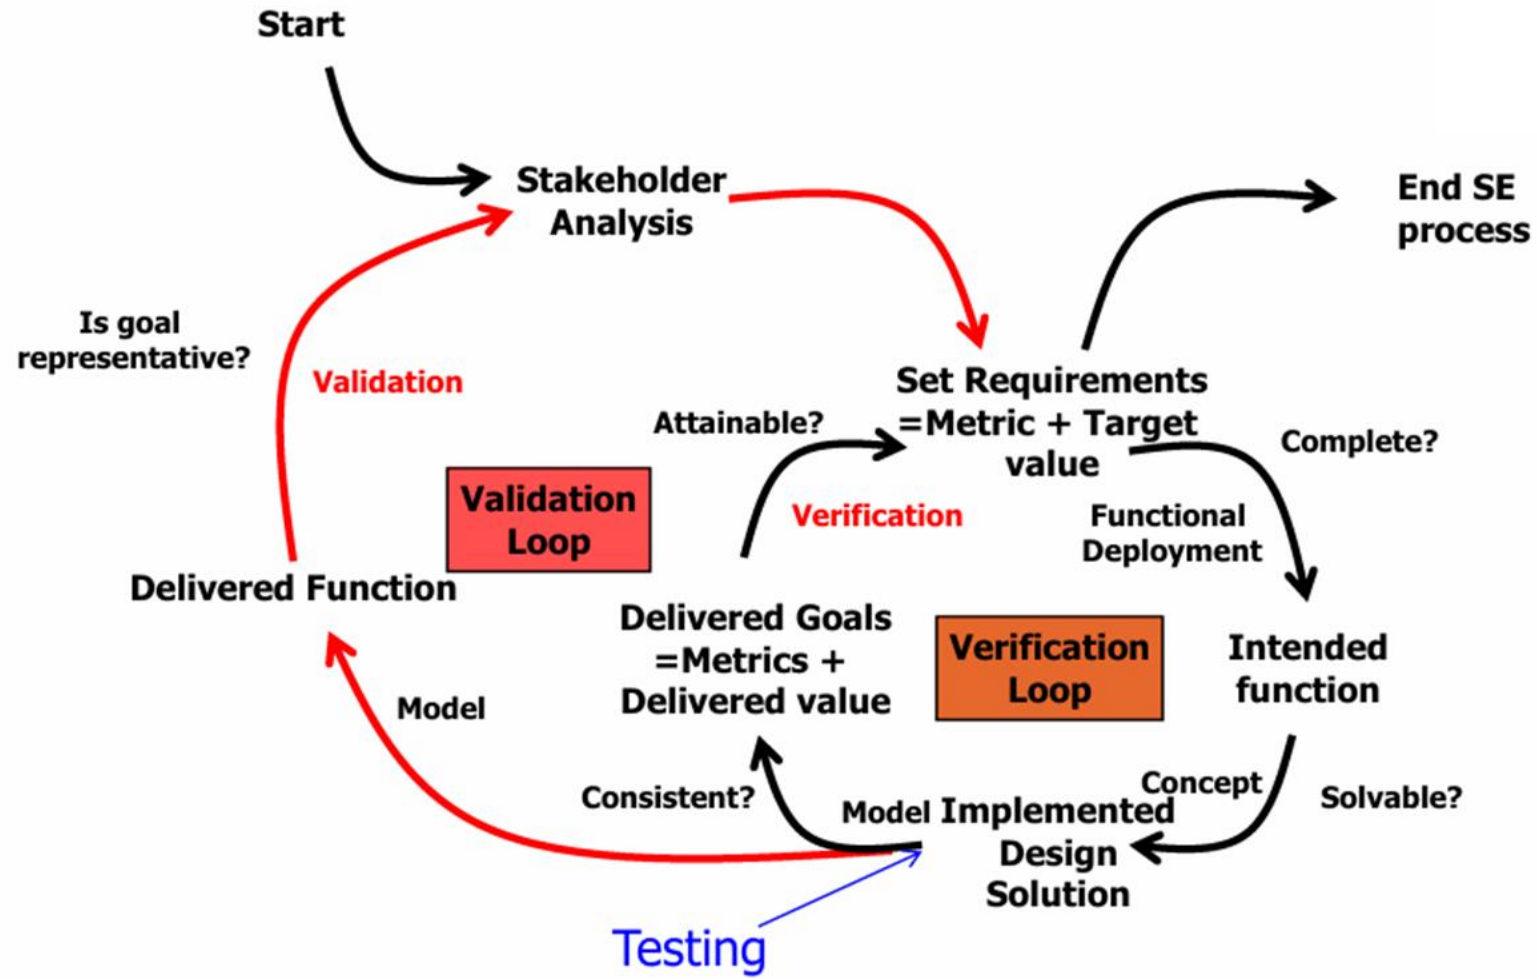 Start
Stakeholder
Analysis
End SE
process
Is goal
representative?
Validation
Set Requirements
=Metric + Target
value
Attainable?
Complete?
Validation
Loop
Verification
Functional
Deployment
Delivered Function
Delivered Goals
=Metrics +
Delivered value
Verification
Loop
Intended
function
Model
Consistent?
Concept
Solvable?
Model
Implemented
Design
Solution
Testing